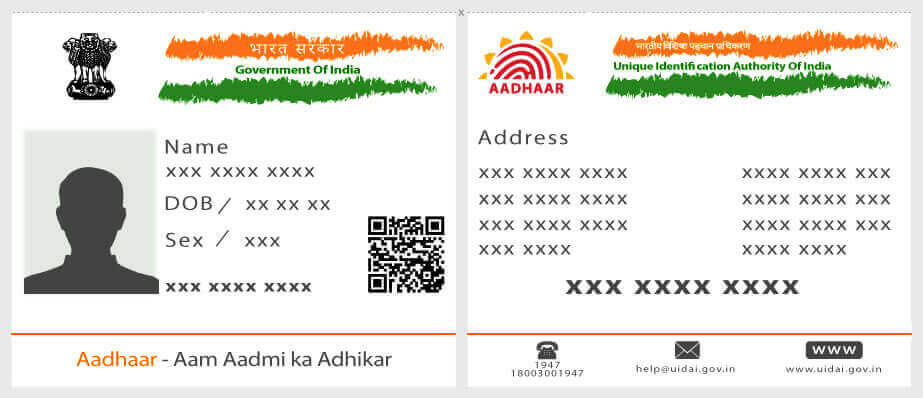 x
भारत सरकार
Government Of India
Name
xxx xxxx xxxx
DOB / xx xx xx
Sex / xxx
xxx xxxx xxxx
Aadhaar - Aam Aadmi ka Adhikar
भारतीय विशिष्ट पहचान प्राधिकरण
Unique Identification Authority Of India
AADHAAR
Address
xxx xxxx xxxx xxxx xxxx xxx
xxx xxxx xxxx xxxx xxxx xxx
xxx xxxx xxxx xxxx xxxx xxx
xxx xxxx xxxx xxxx
xxx xxxx xxxx
1947
18003001947
help@uidai.gov.in
www
www.uidai.gov.in